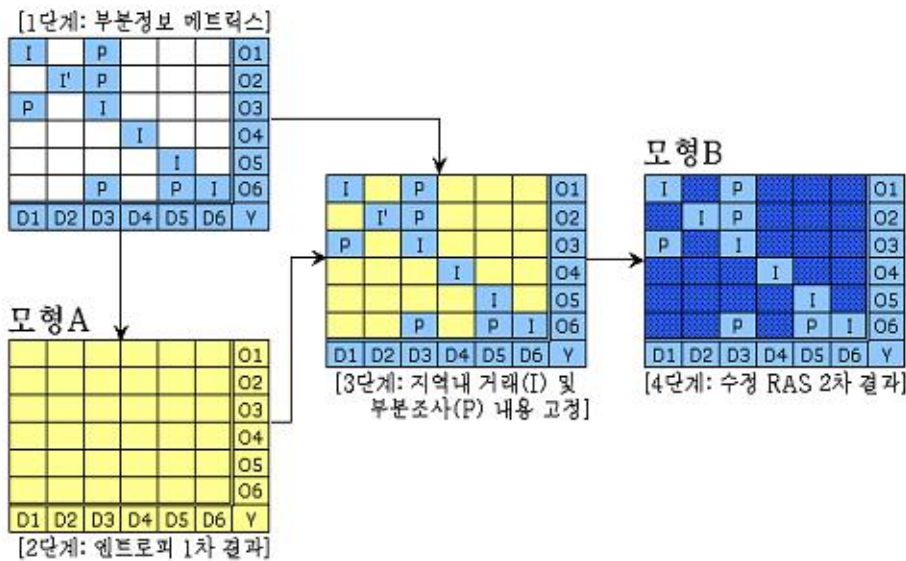 [1단계: 부분정보 메트릭스]
I P O1
I' P O2
P I O3
I O4
I O5
P P I O6
D1 D2 D3 D4 D5 D6 Y
모형A
O1
O2
O3
O4
O5
O6
D1 D2 D3 D4 D5 D6 Y
[2단계: 엔트로피 1차 결과]
I P O1
I' P O2
P I O3
I O4
I O5
P P I O6
D1 D2 D3 D4 D5 D6 Y
[3단계: 지역내 거래(I) 및
부분조사(P) 내용 고정]
모형B
I P O1
I P O2
P I O3
I O4
I O5
P P I O6
D1 D2 D3 D4 D5 D6 Y
[4단계: 수정 RAS 2차 결과]